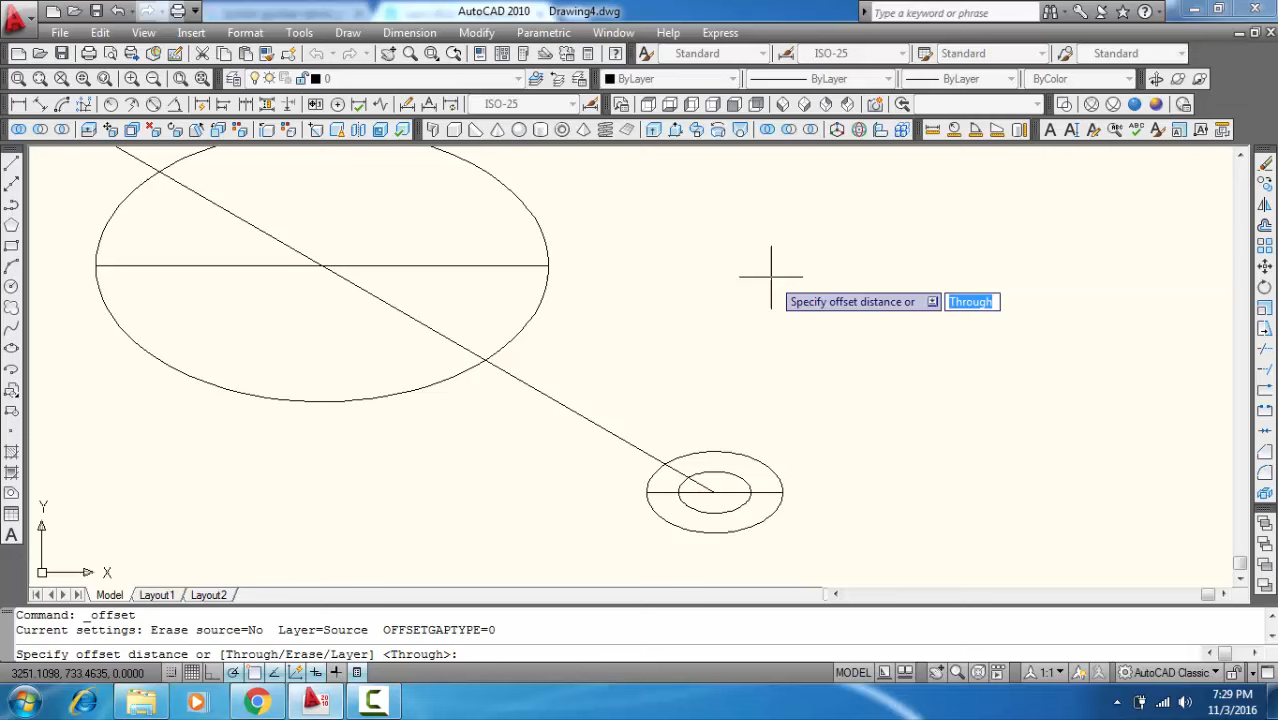 AutoCAD 2010 Drawing4.dwg
Type a keyword or phrase
File Edit View Insert Format Tools Draw Dimension Modify Parametric Window Help Express
Standard ISO-25 Standard Standard
0 ByLayer ByLayer ByLayer ByColor
ISO-25
Specify offset distance or Through
Y
X
Model Layout1 Layout2
Command: _offset
Current settings: Erase source=No Layer=Source OFFSETGAPTYPE=0
Specify offset distance or [Through/Erase/Layer] <Through>:
3251.1098, 733.4635, 0.0000 MODEL 1:1 AutoCAD Classic
7:29 PM
11/3/2016